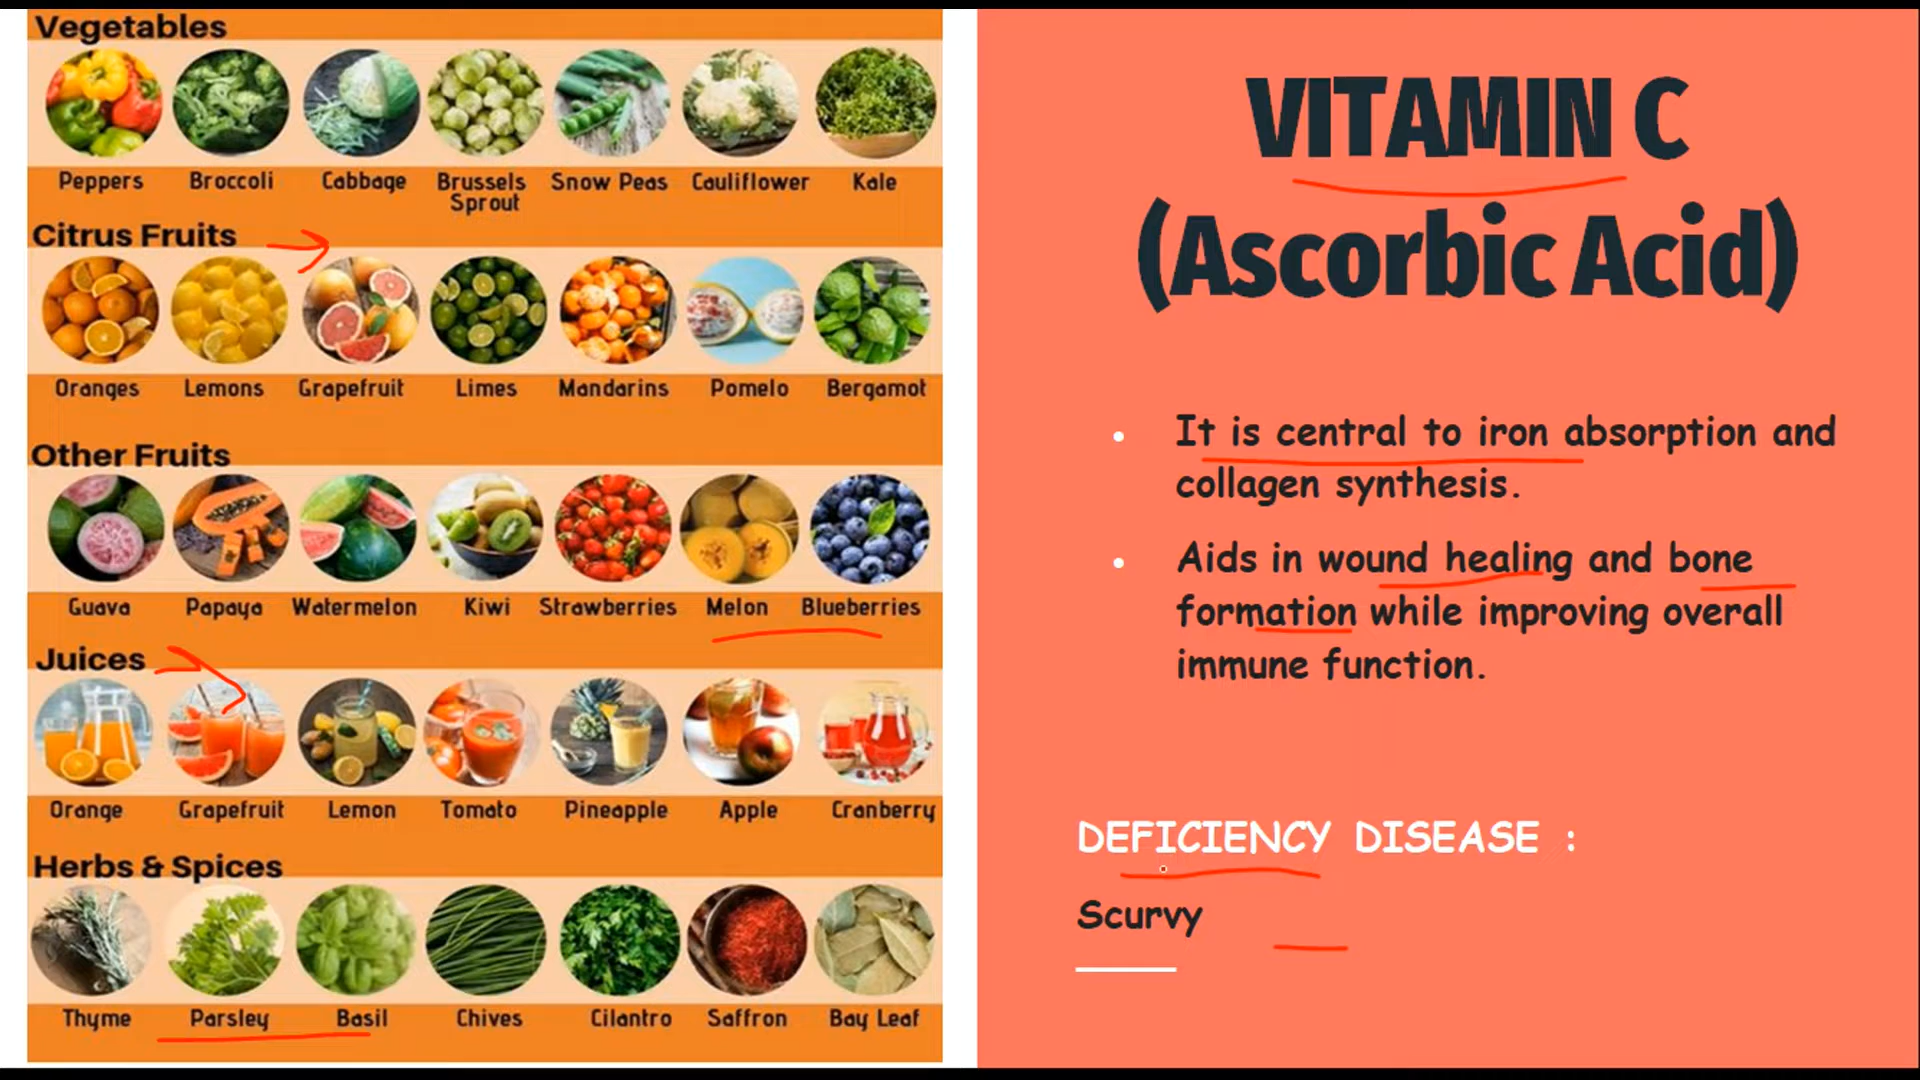 Vegetables
Peppers Broccoli Cabbage Brussels Sprout Snow Peas Cauliflower Kale
Citrus Fruits
Oranges Lemons Grapefruit Limes Mandarins Pomelo Bergamot
Other Fruits
Guava Papaya Watermelon Kiwi Strawberries Melon Blueberries
Juices
Orange Grapefruit Lemon Tomato Pineapple Apple Cranberry
Herbs & Spices
Thyme Parsley Basil Chives Cilantro Saffron Bay Leaf
VITAMIN C
(Ascorbic Acid)
• It is central to iron absorption and
collagen synthesis.
• Aids in wound healing and bone
formation while improving overall
immune function.
DEFICIENCY DISEASE :
Scurvy